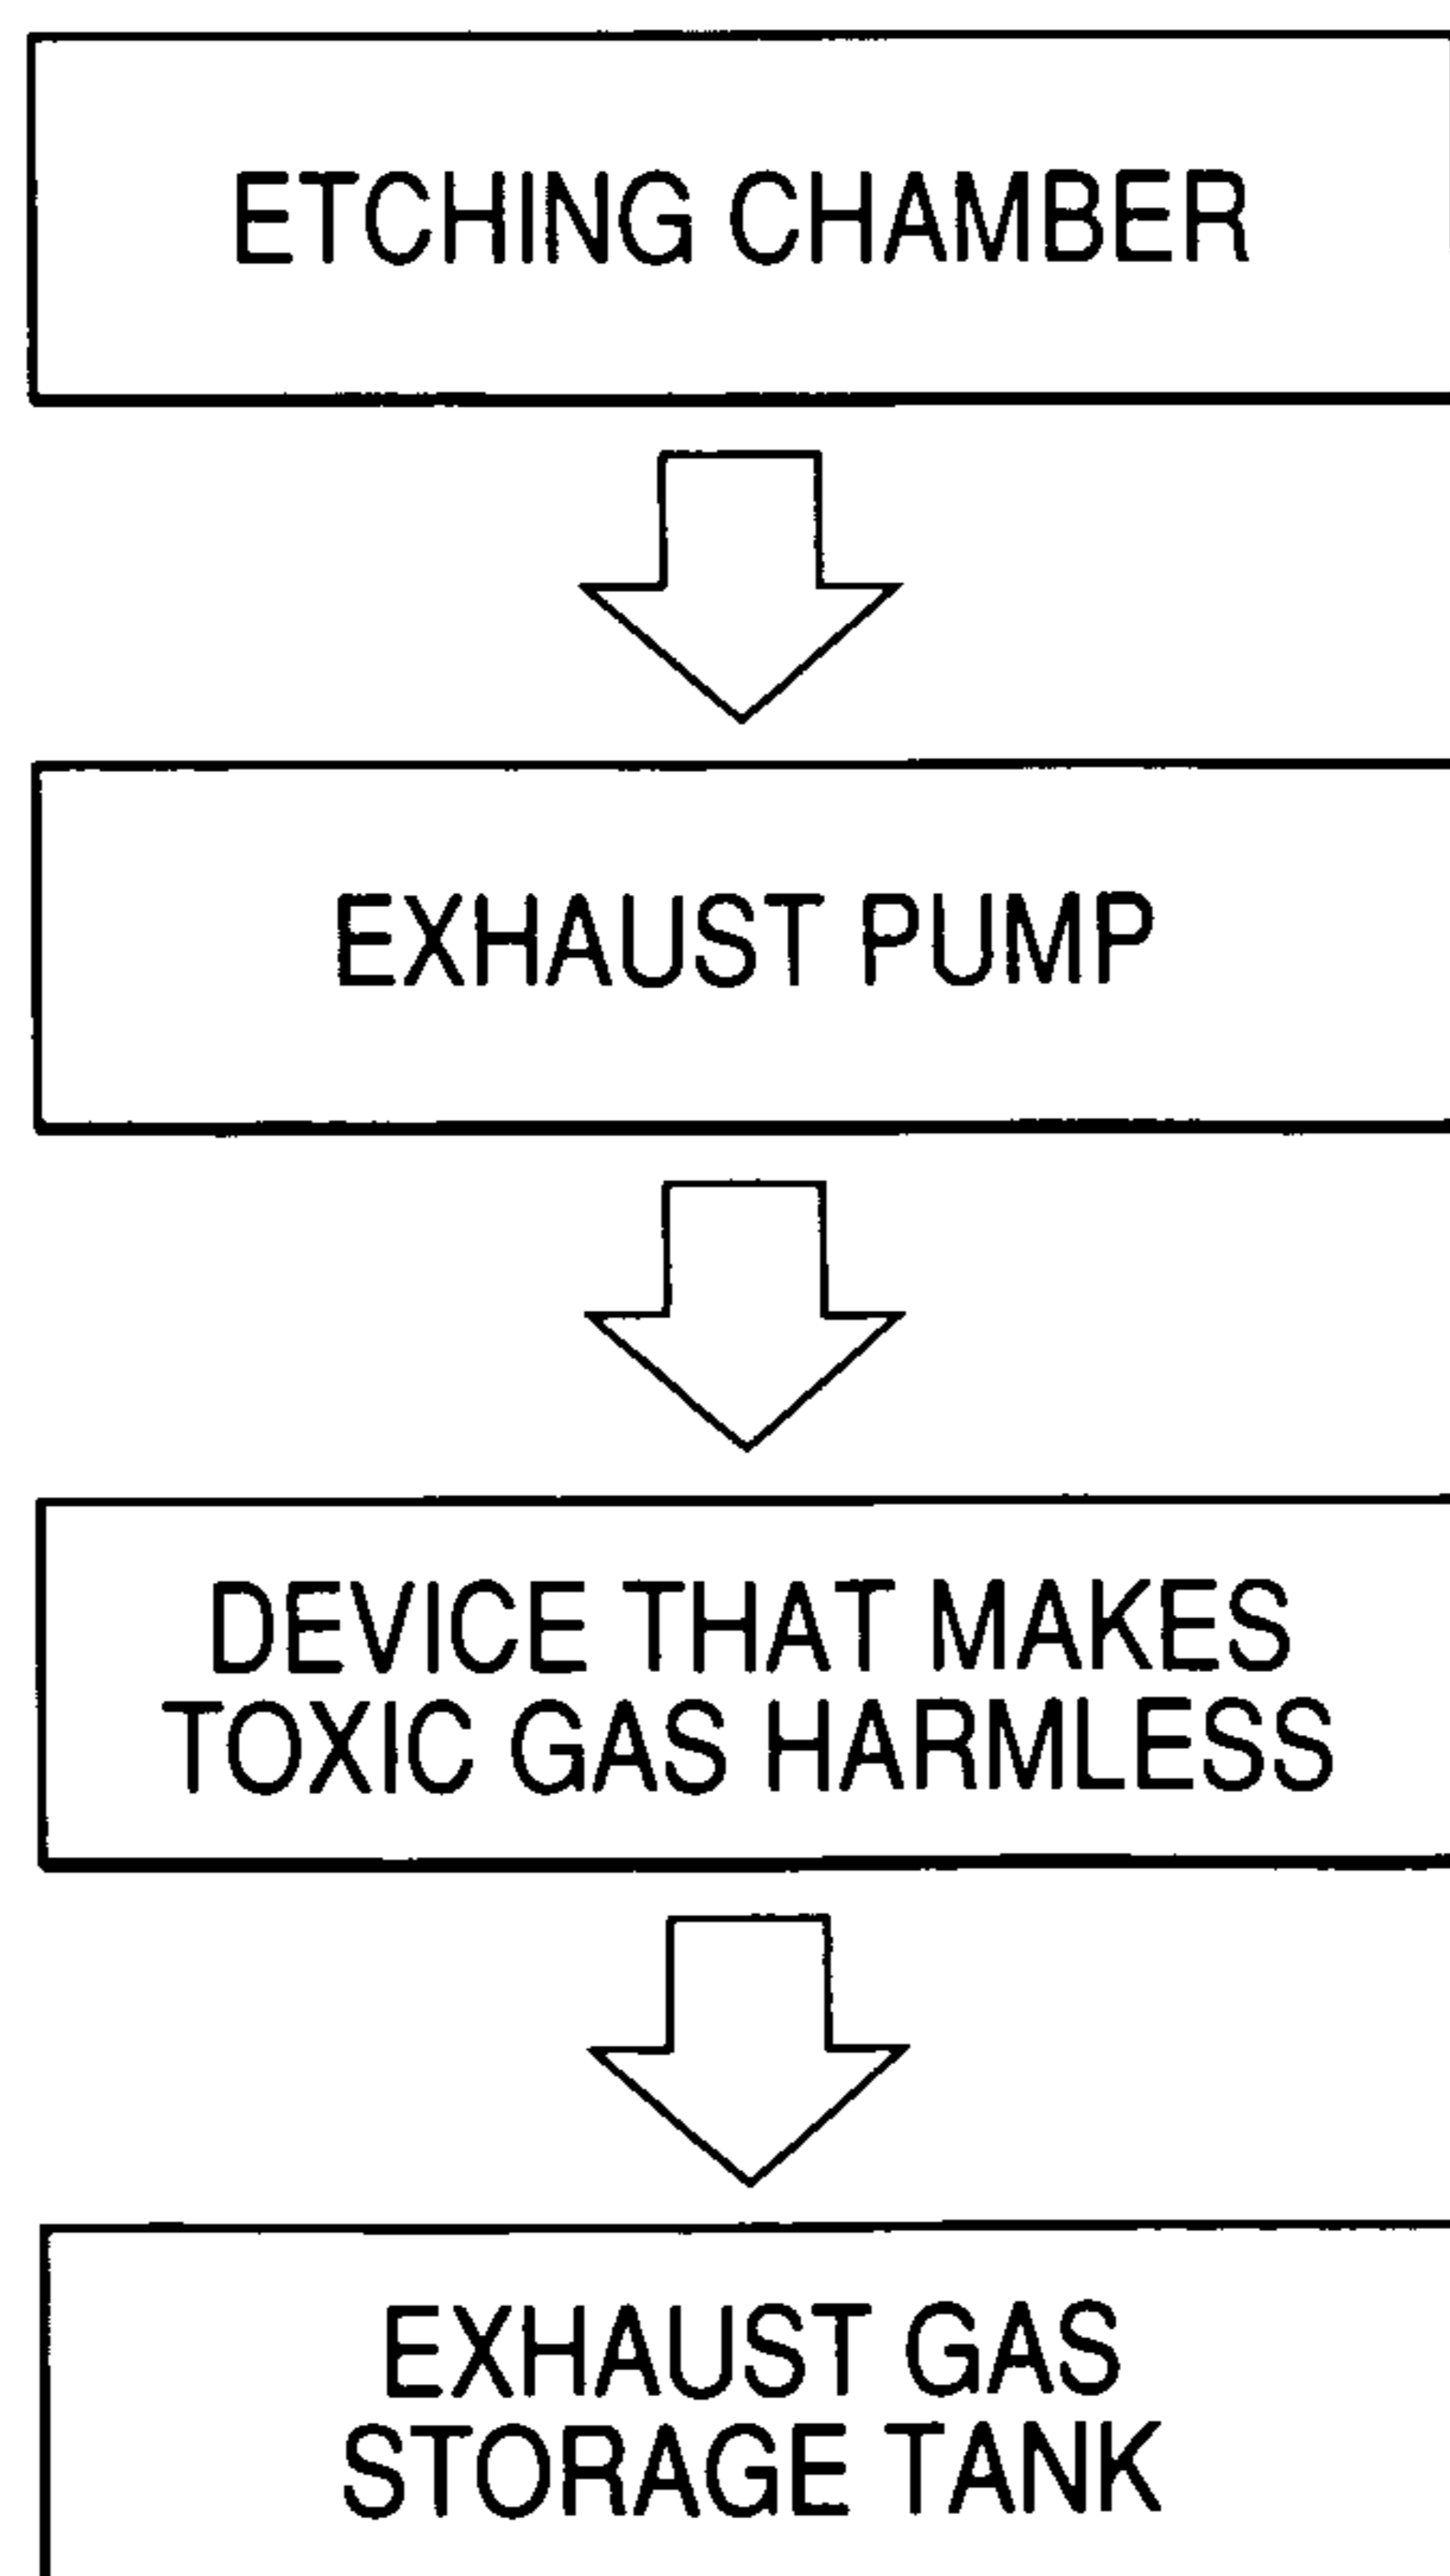 ETCHING CHAMBER
EXHAUST PUMP
DEVICE THAT MAKES
TOXIC GAS HARMLESS
EXHAUST GAS
STORAGE TANK